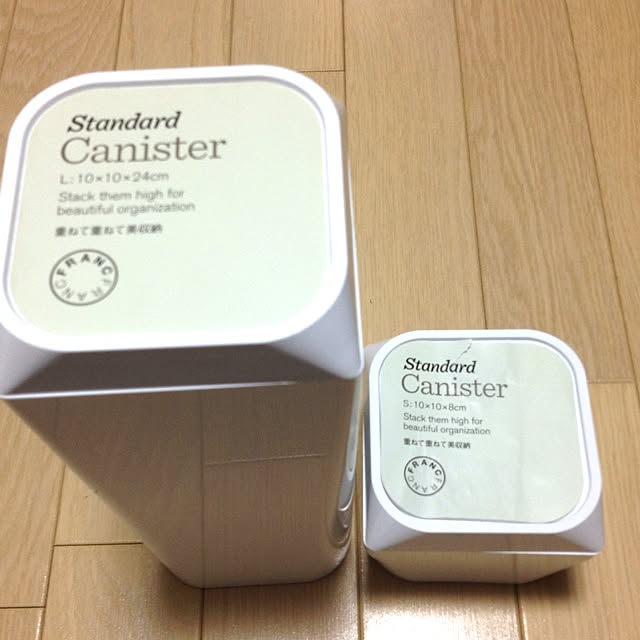 Standard
Canister
L: 10×10×24cm
Stack them high for
beautiful organization
重ねて重ねて美収納
FRANCFRANC
Standard
Canister
S: 10×10×8cm
Stack them high for
beautiful organization
重ねて重ねて美収納
FRANCFRANC